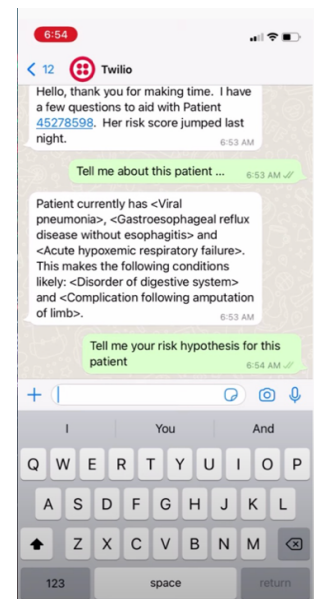 6:54
12 Twilio
Hello, thank you for making time. I have
a few questions to aid with Patient
45278598. Her risk score jumped last
night.
6:53 AM
Tell me about this patient ...
6:53 AM
Patient currently has <Viral
pneumonia>, <Gastroesophageal reflux
disease without esophagitis> and
<Acute hypoxemic respiratory failure>.
This makes the following conditions
likely: <Disorder of digestive system>
and <Complication following amputation
of limb>.
6:53 AM
Tell me your risk hypothesis for this
patient
6:54 AM
I You And
Q W E R T Y U I O P
A S D F G H J K L
Z X C V B N M
123 space return